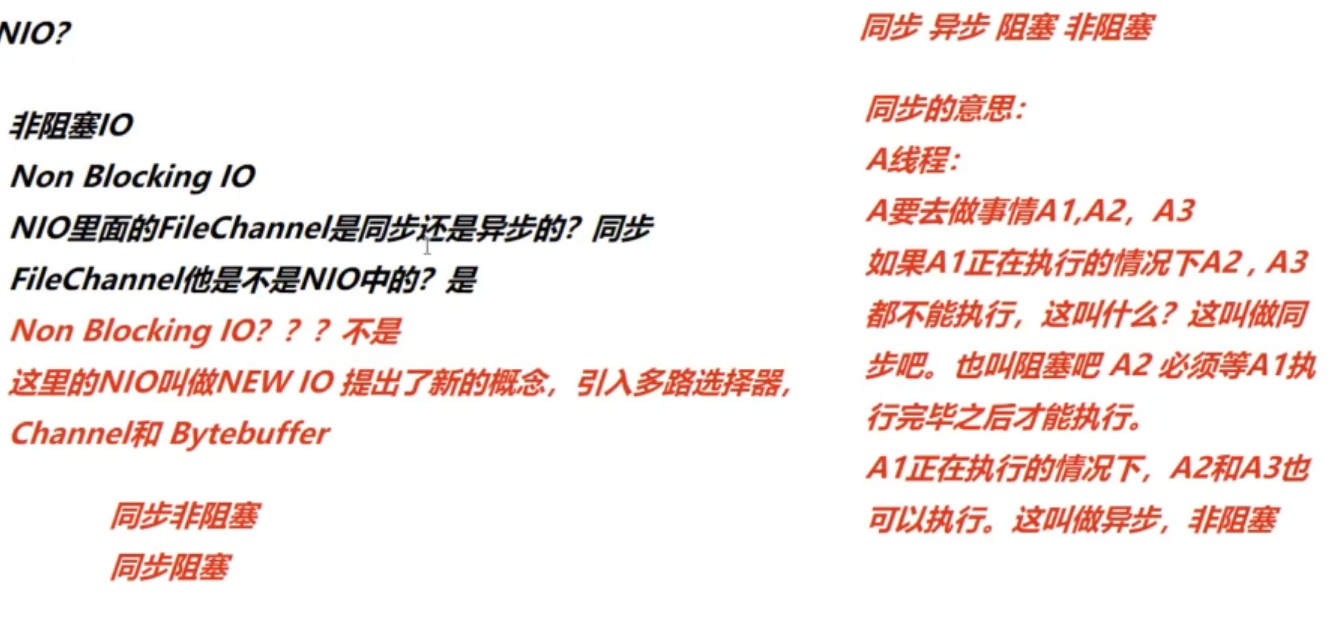 NIO?
非阻塞IO
Non Blocking IO
NIO里面的FileChannel是同步还是异步的？同步
FileChannel他是不是NIO中的？是
Non Blocking IO？？？不是
这里的NIO叫做NEW IO 提出了新的概念，引入多路选择器，
Channel和 Bytebuffer
同步非阻塞
同步阻塞
同步 异步 阻塞 非阻塞
同步的意思：
A线程：
A要去做事情A1,A2，A3
如果A1正在执行的情况下A2 , A3
都不能执行，这叫什么？这叫做同
步吧。也叫阻塞吧 A2 必须等A1执
行完毕之后才能执行。
A1正在执行的情况下，A2和A3也
可以执行。这叫做异步，非阻塞